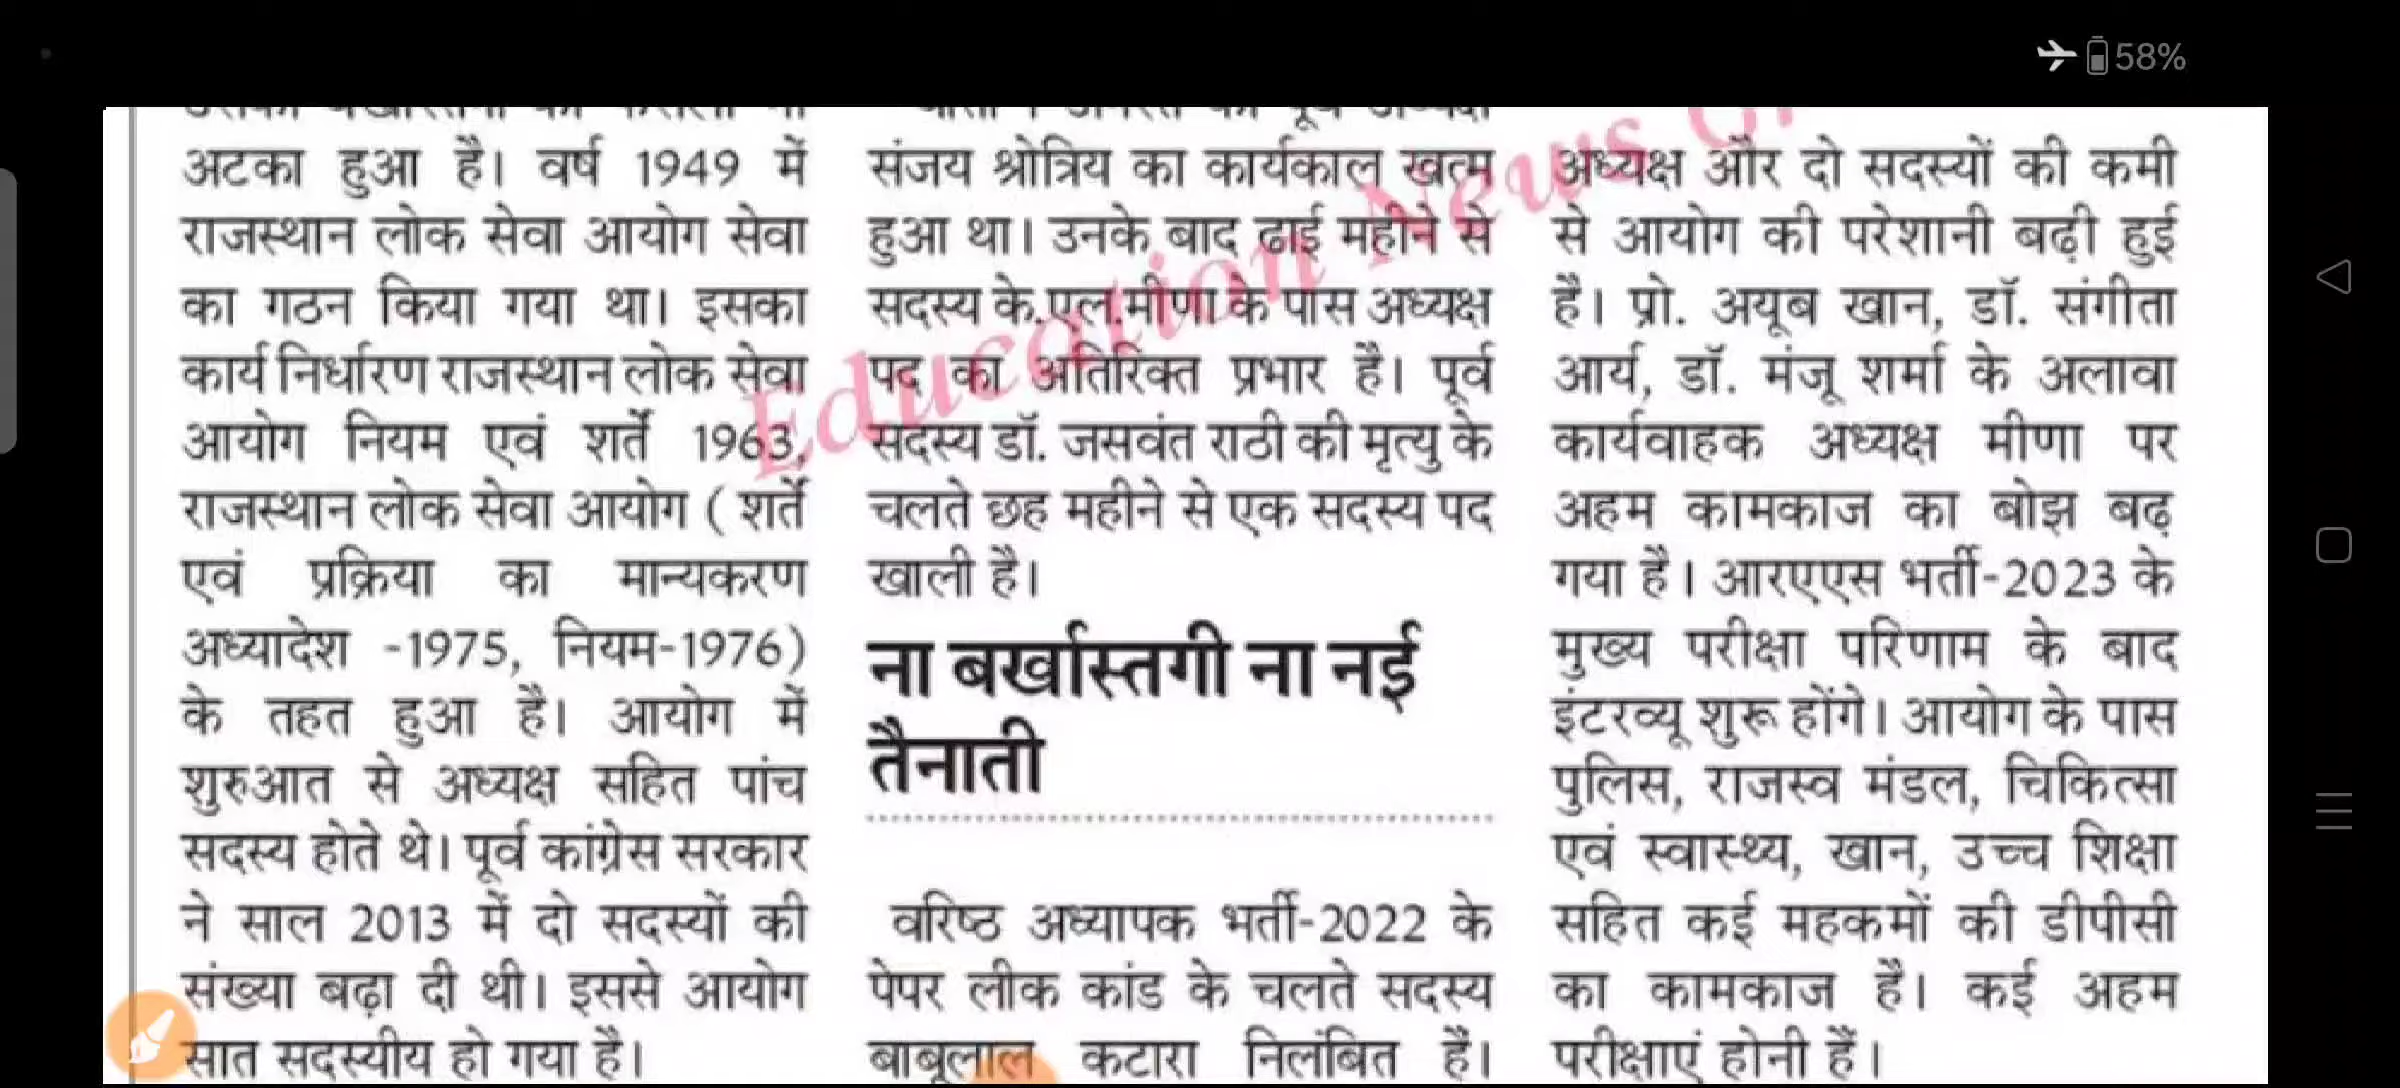 58%
अटका हुआ है। वर्ष 1949 में
राजस्थान लोक सेवा आयोग सेवा
का गठन किया गया था। इसका
कार्य निर्धारण राजस्थान लोक सेवा
आयोग नियम एवं शर्तें 1963,
राजस्थान लोक सेवा आयोग ( शर्तें
एवं प्रक्रिया का मान्यकरण
अध्यादेश -1975, नियम-1976)
के तहत हुआ है। आयोग में
शुरुआत से अध्यक्ष सहित पांच
सदस्य होते थे। पूर्व कांग्रेस सरकार
ने साल 2013 में दो सदस्यों की
संख्या बढ़ा दी थी। इससे आयोग
सात सदस्यीय हो गया है।
संजय श्रोत्रिय का कार्यकाल खत्म
हुआ था। उनके बाद ढाई महीने से
सदस्य के.एल.मीणा के पास अध्यक्ष
पद का अतिरिक्त प्रभार है। पूर्व
सदस्य डॉ. जसवंत राठी की मृत्यु के
चलते छह महीने से एक सदस्य पद
खाली है।
ना बर्खास्तगी ना नई
तैनाती
वरिष्ठ अध्यापक भर्ती-2022 के
पेपर लीक कांड के चलते सदस्य
बाबूलाल कटारा निलंबित है।
अध्यक्ष और दो सदस्यों की कमी
से आयोग की परेशानी बढ़ी हुई
है। प्रो. अयूब खान, डॉ. संगीता
आर्य, डॉ. मंजू शर्मा के अलावा
कार्यवाहक अध्यक्ष मीणा पर
अहम कामकाज का बोझ बढ़
गया है। आरएएस भर्ती-2023 के
मुख्य परीक्षा परिणाम के बाद
इंटरव्यू शुरू होंगे। आयोग के पास
पुलिस, राजस्व मंडल, चिकित्सा
एवं स्वास्थ्य, खान, उच्च शिक्षा
सहित कई महकमों की डीपीसी
का कामकाज है। कई अहम
परीक्षाएं होनी हैं।
Education News